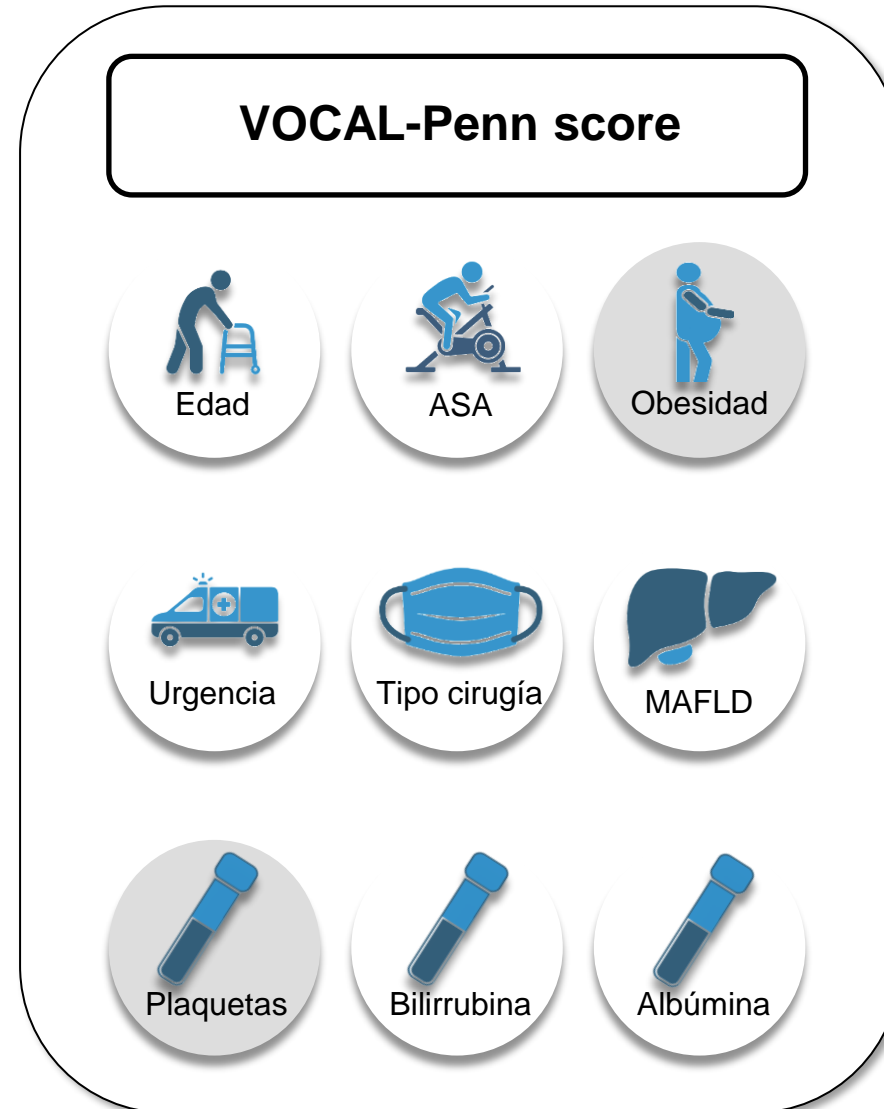 VOCAL-Penn score
Edad
ASA
Obesidad
Urgencia
Tipo cirugía
MAFLD
Plaquetas
Bilirrubina
Albúmina